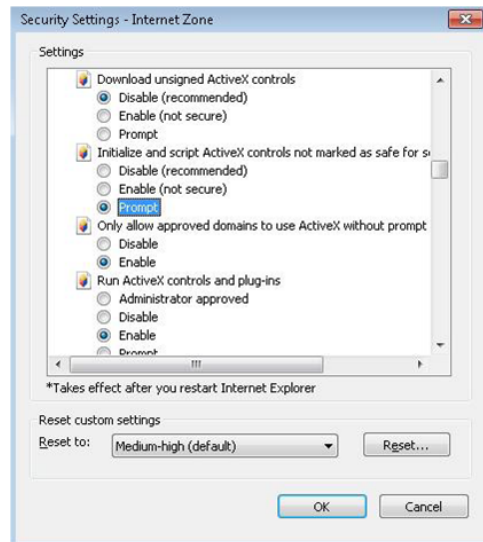 Security Settings - Internet Zone
Settings
Download unsigned ActiveX controls
Disable (recommended)
Enable (not secure)
Prompt
Initialize and script ActiveX controls not marked as safe for s
Disable (recommended)
Enable (not secure)
Prompt
Only allow approved domains to use ActiveX without prompt
Disable
Enable
Run ActiveX controls and plug-ins
Administrator approved
Disable
Enable
Prompt
*Takes effect after you restart Internet Explorer
Reset custom settings
Reset to: Medium-high (default) Reset...
OK Cancel